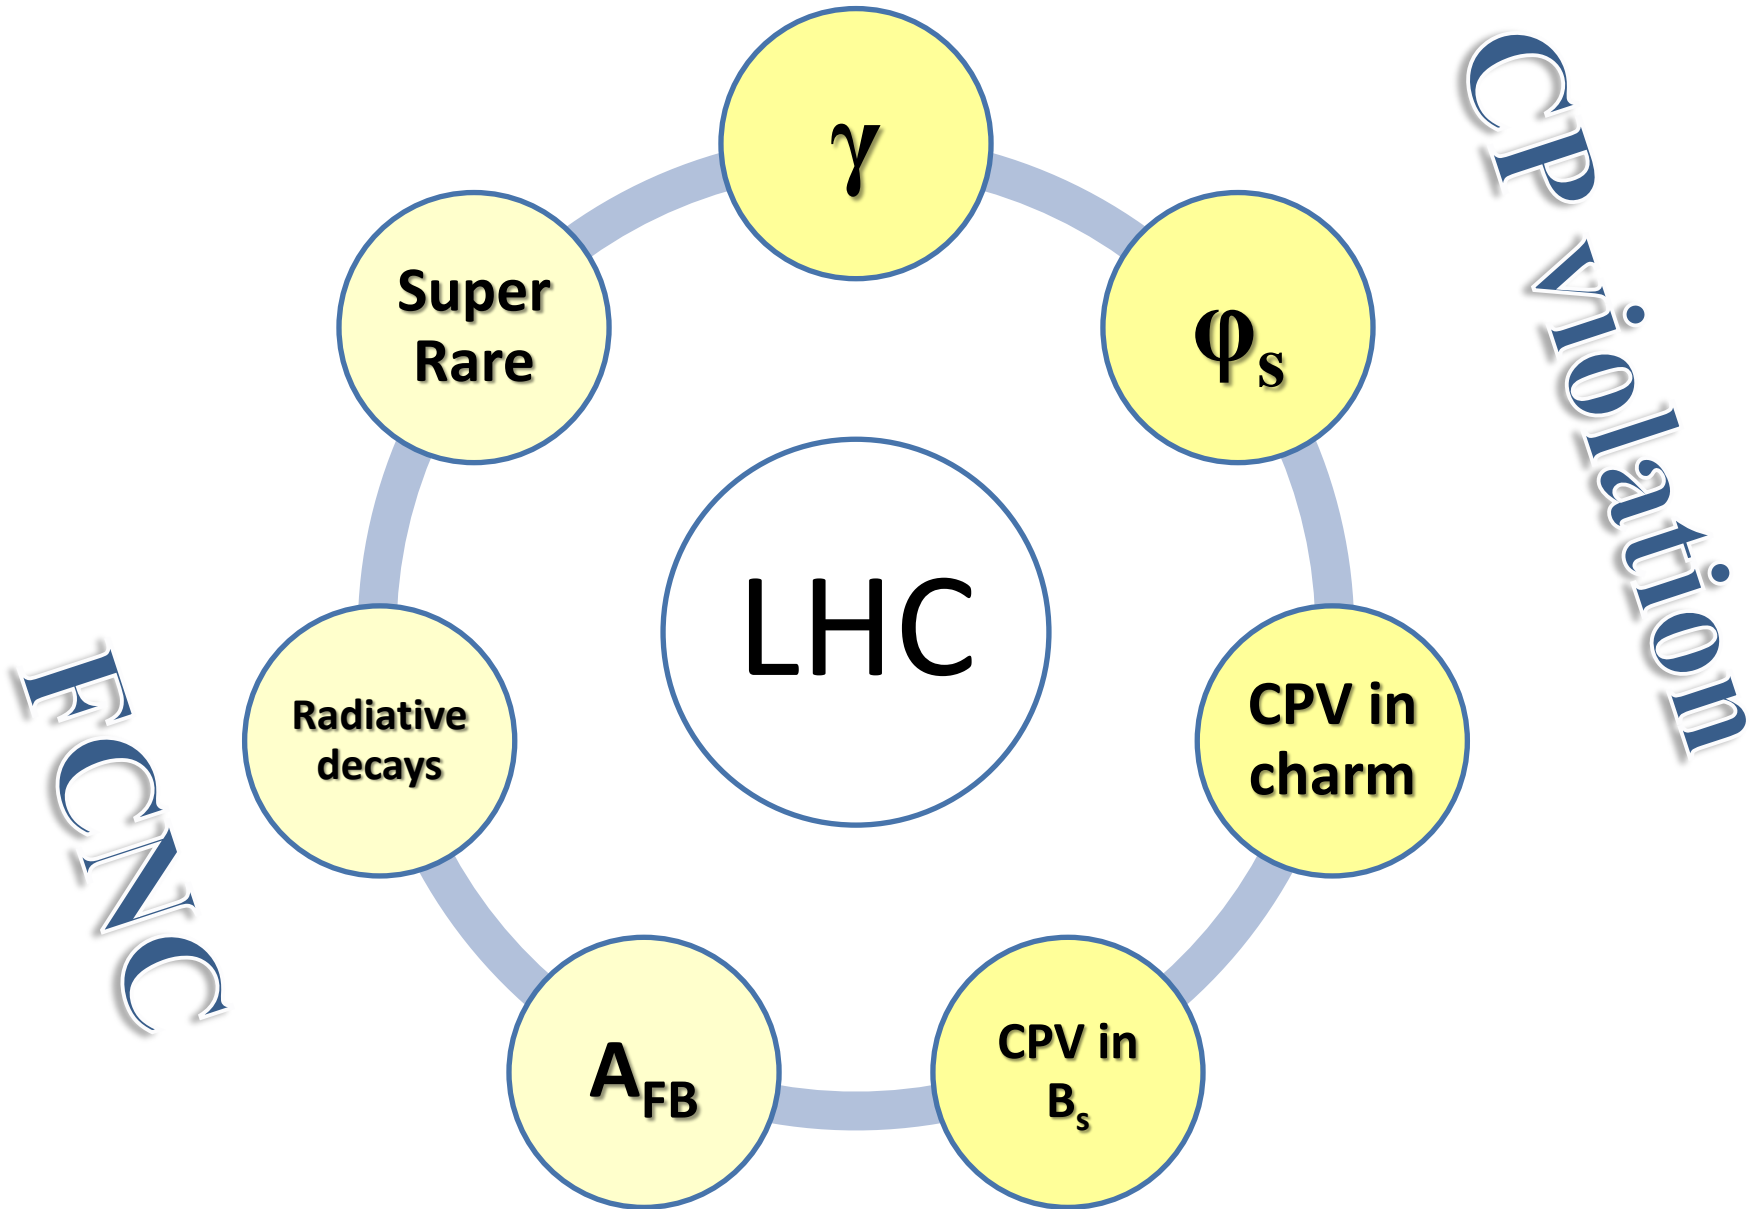 γ
φs
CP violation
Super
Rare
LHC
CPV in
charm
Radiative
decays
FCNC
AFB
CPV in
Bs